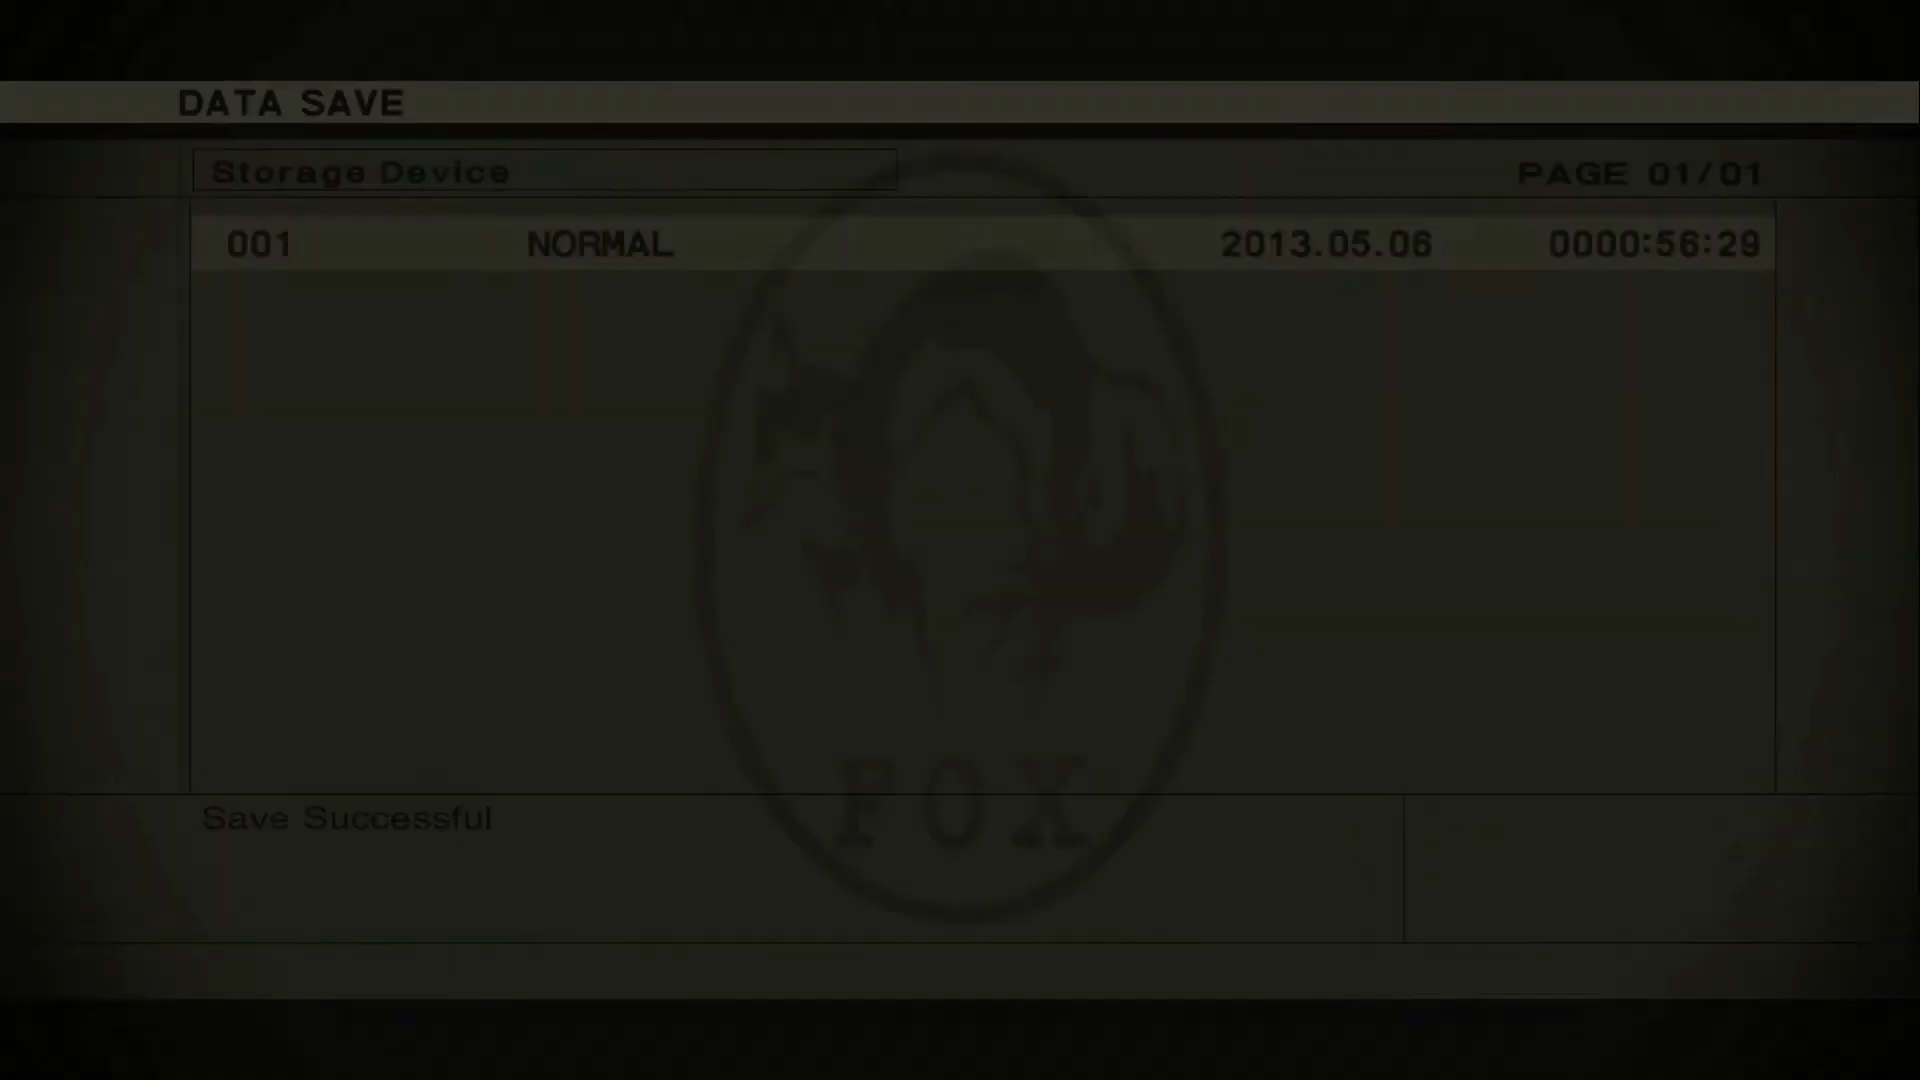 DATA SAVE
Storage Device PAGE 01/01
001 NORMAL 2013.05.06 0000:56:29
FOX
Save Successful